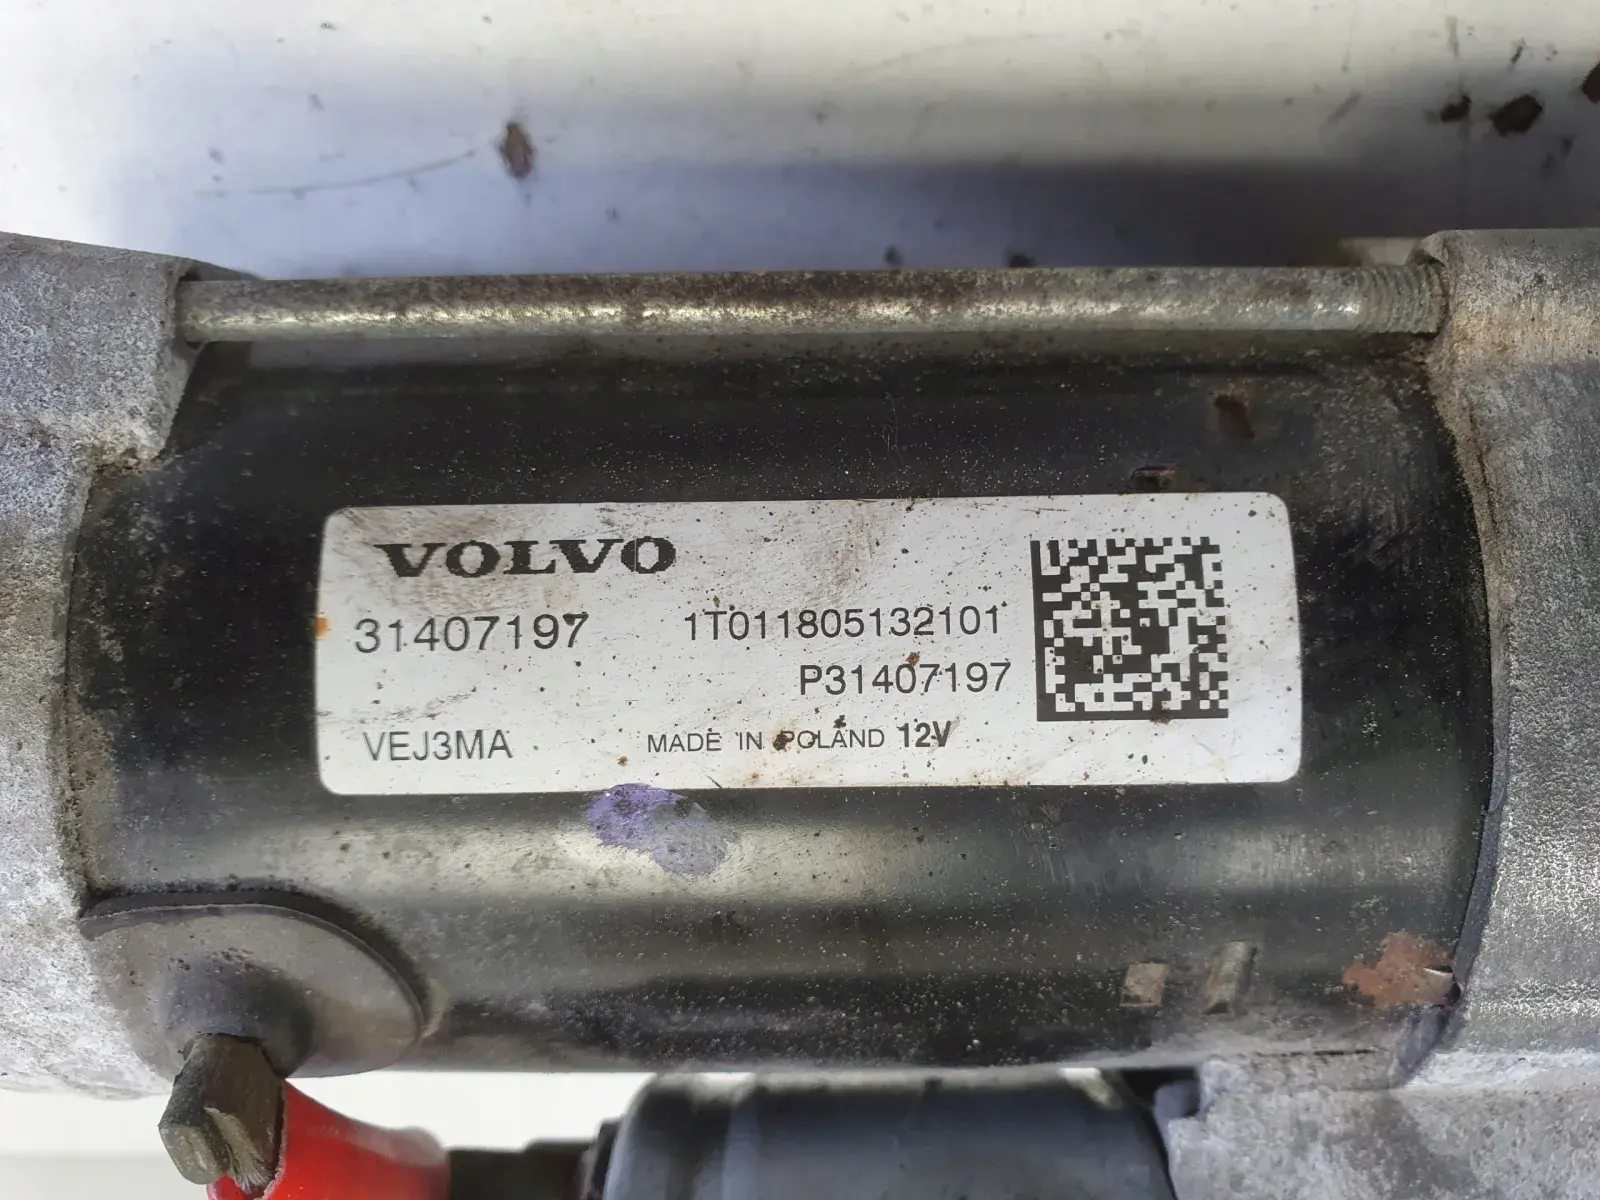 VOLVO
31407197 1T011805132101
P31407197
VEJ3MA MADE IN POLAND 12V